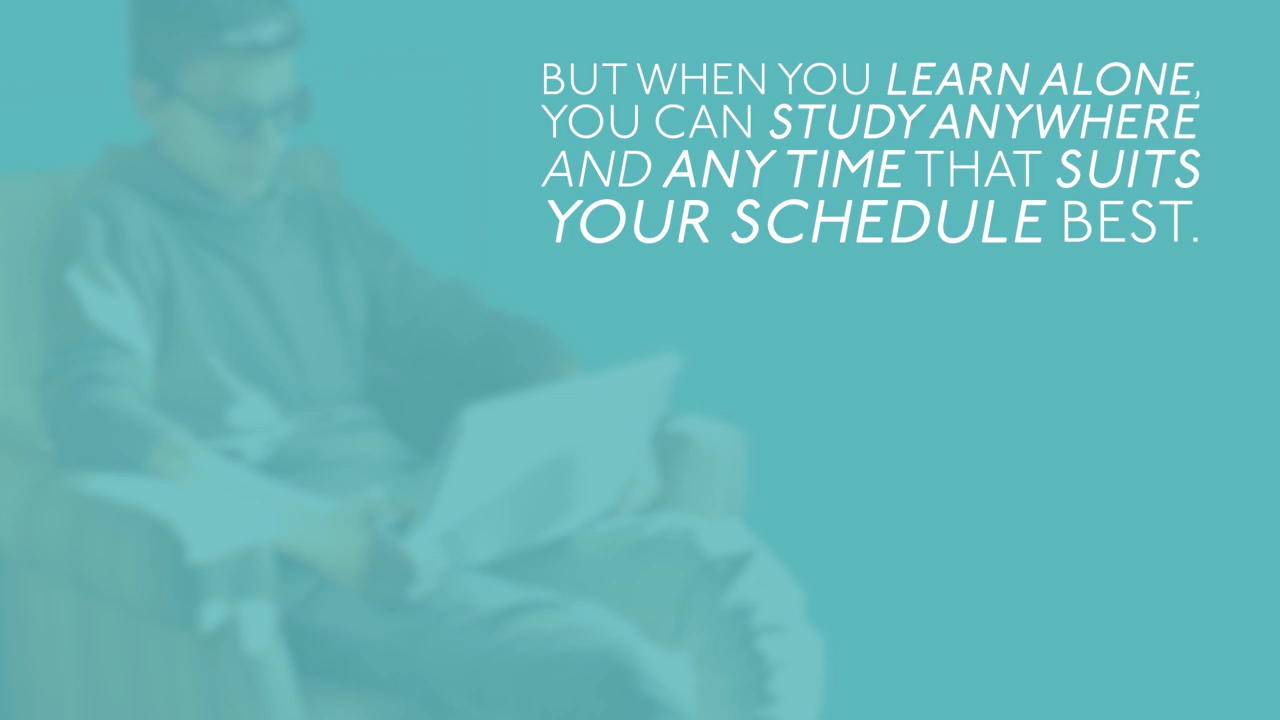 BUT WHEN YOU LEARN ALONE,
YOU CAN STUDY ANYWHERE
AND ANY TIME THAT SUITS
YOUR SCHEDULE BEST.